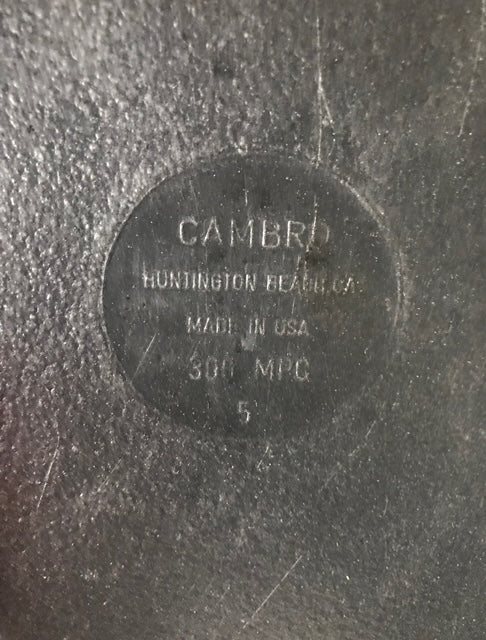 CAMBRO
HUNTINGTON BEACH, CA
MADE IN USA
300 MPC
5